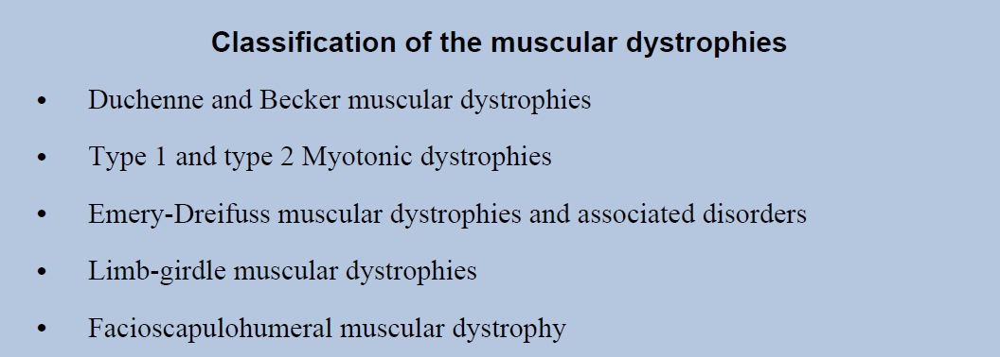 Classification of the muscular dystrophies
• Duchenne and Becker muscular dystrophies
• Type 1 and type 2 Myotonic dystrophies
• Emery-Dreifuss muscular dystrophies and associated disorders
• Limb-girdle muscular dystrophies
• Facioscapulohumeral muscular dystrophy